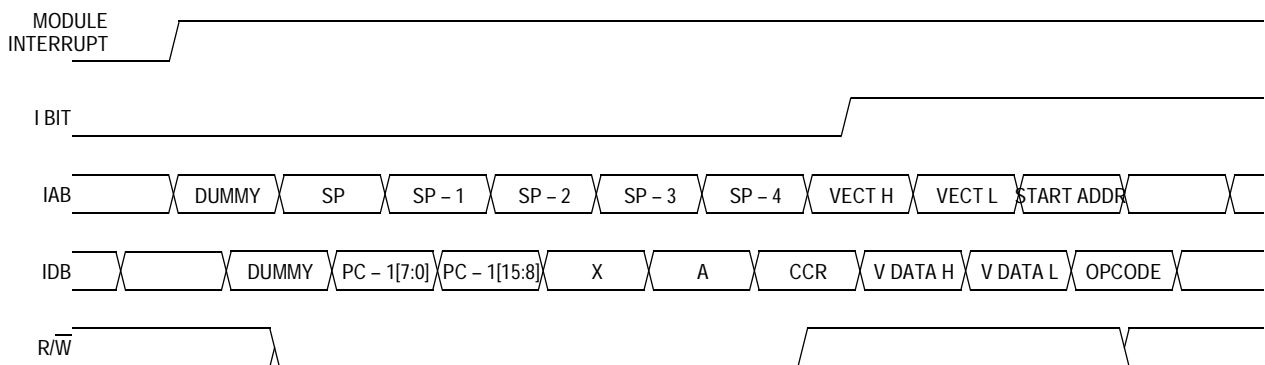 MODULE
INTERRUPT
I BIT
IAB DUMMY SP SP – 1 SP – 2 SP – 3 SP – 4 VECT H VECT L START ADDR
IDB DUMMY PC – 1[7:0] PC – 1[15:8] X A CCR V DATA H V DATA L OPCODE
R/W̅